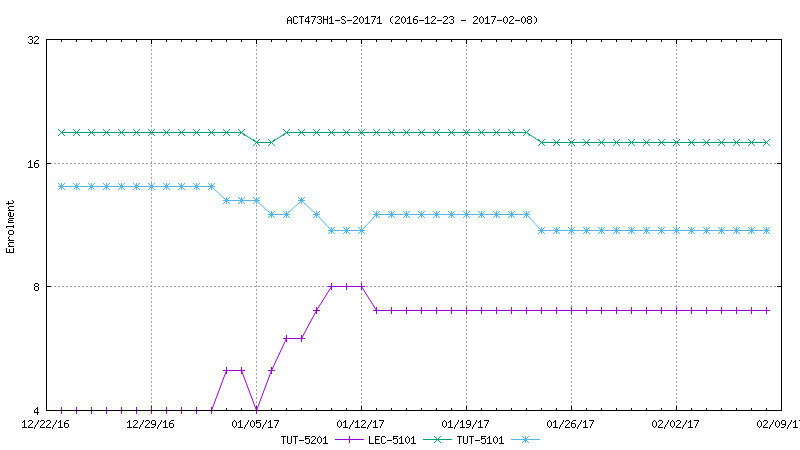 ACT473H1-S-20171 (2016-12-23 - 2017-02-08)
32
16
8
4
Enrolment
12/22/16 12/29/16 01/05/17 01/12/17 01/19/17 01/26/17 02/02/17 02/09/17
TUT-5201 LEC-5101 TUT-5101